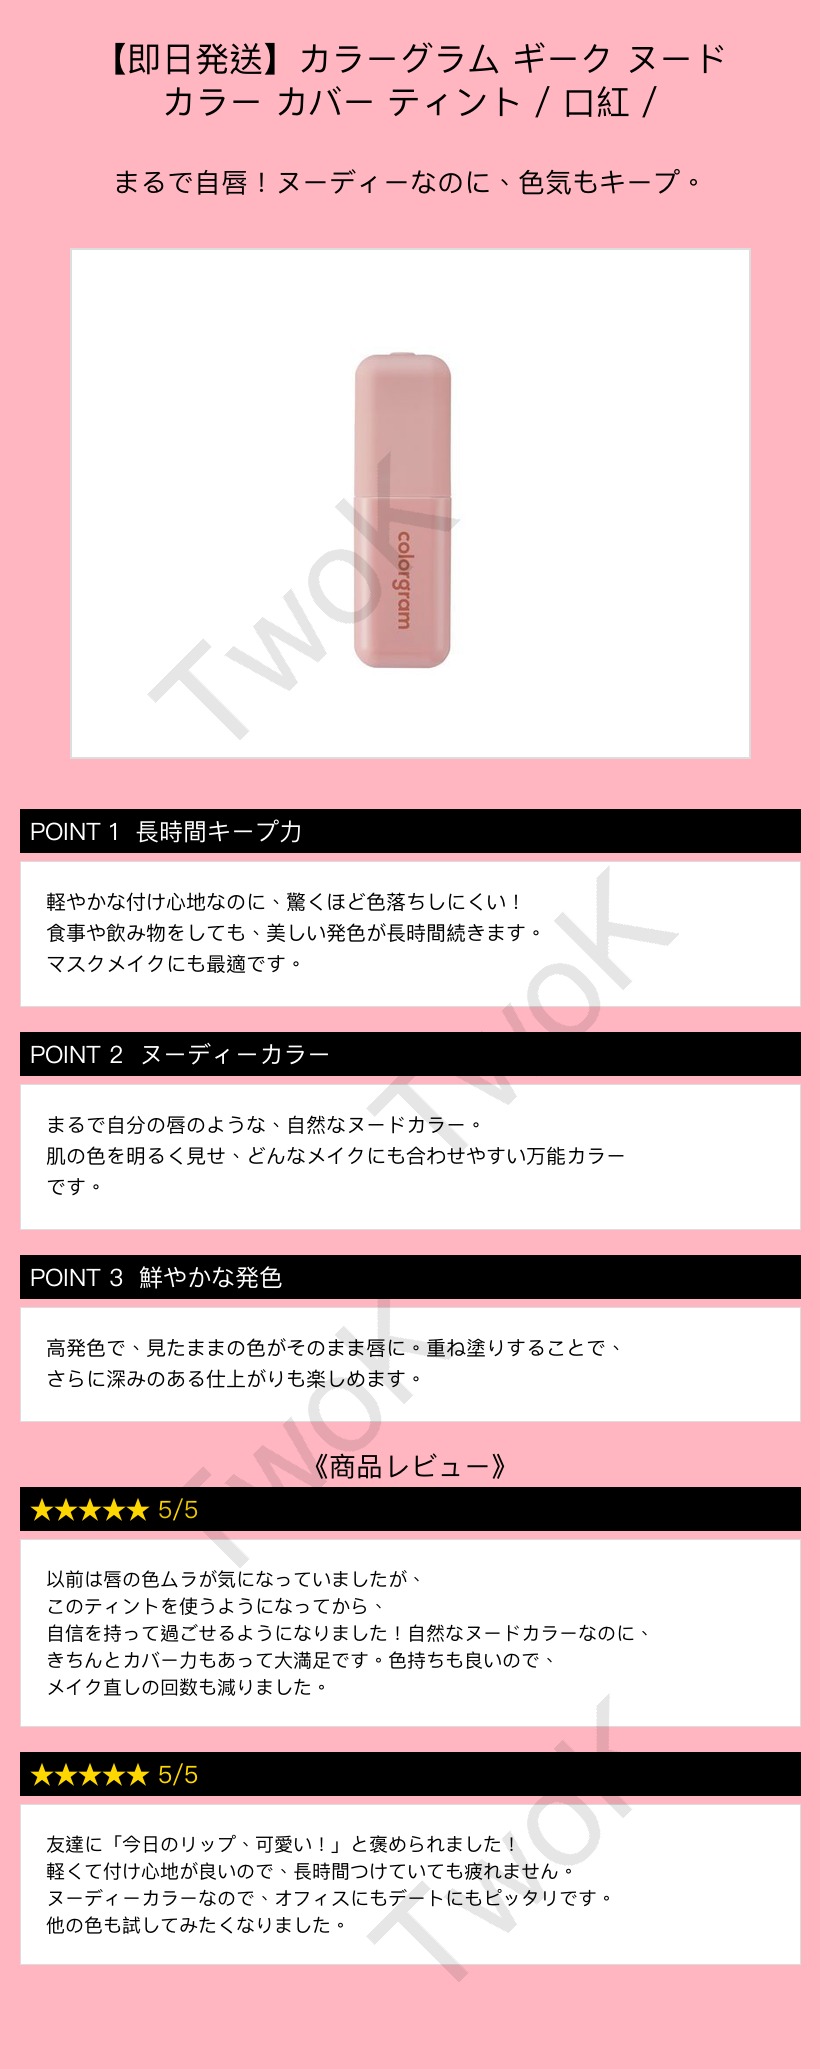 【即日発送】カラーグラム ギーク ヌード
カラー カバー ティント / 口紅 /
まるで自唇！ヌーディーなのに、色気もキープ。
colorgram
TwoK
POINT 1 長時間キープ力
軽やかな付け心地なのに、驚くほど色落ちしにくい！
食事や飲み物をしても、美しい発色が長時間続きます。
マスクメイクにも最適です。
TwoK
POINT 2 ヌーディーカラー
まるで自分の唇のような、自然なヌードカラー。
肌の色を明るく見せ、どんなメイクにも合わせやすい万能カラー
です。
POINT 3 鮮やかな発色
高発色で、見たままの色がそのまま唇に。重ね塗りすることで、
さらに深みのある仕上がりも楽しめます。
TwoK
《商品レビュー》
★★★★★ 5/5
以前は唇の色ムラが気になっていましたが、
このティントを使うようになってから、
自信を持って過ごせるようになりました！自然なヌードカラーなのに、
きちんとカバー力もあって大満足です。色持ちも良いので、
メイク直しの回数も減りました。
★★★★★ 5/5
友達に「今日のリップ、可愛い！」と褒められました！
軽くて付け心地が良いので、長時間つけていても疲れません。
ヌーディーカラーなので、オフィスにもデートにもピッタリです。
他の色も試してみたくなりました。
TwoK